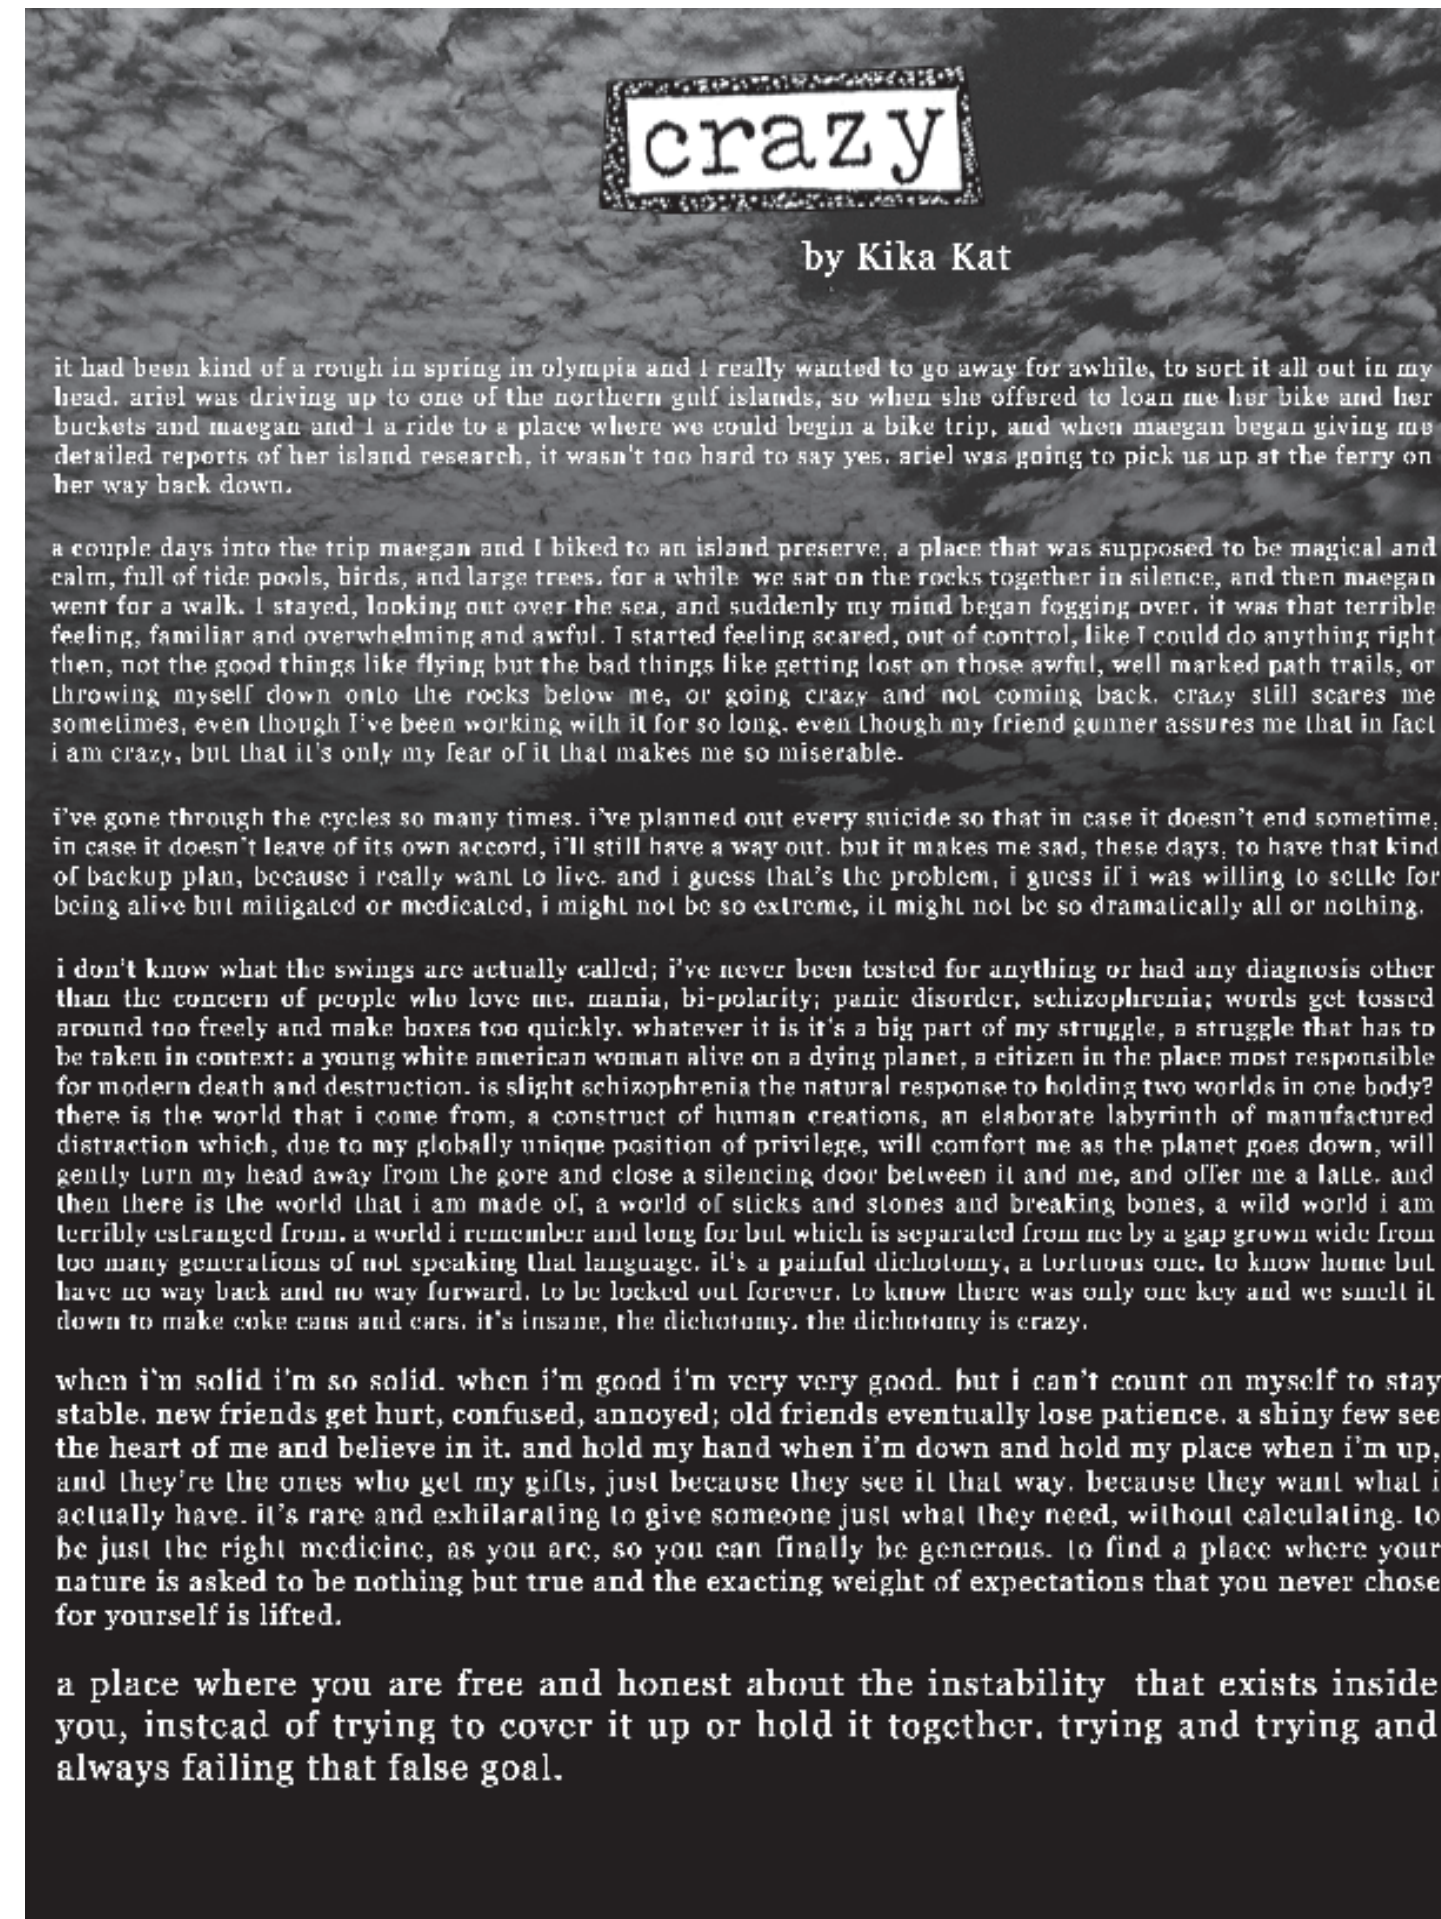 crazy
by Kika Kat
it had been kind of a rough in spring in olympia and I really wanted to go away for awhile, to sort it all out in my
head. ariel was driving up to one of the northern gulf islands, so when she offered to loan me her bike and her
buckets and maegan and I a ride to a place where we could begin a bike trip, and when maegan began giving me
detailed reports of her island research, it wasn't too hard to say yes. ariel was going to pick us up at the ferry on
her way back down.
a couple days into the trip maegan and I biked to an island preserve, a place that was supposed to be magical and
calm, full of tide pools, birds, and large trees. for a while we sat on the rocks together in silence, and then maegan
went for a walk. I stayed, looking out over the sea, and suddenly my mind began fogging over. it was that terrible
feeling, familiar and overwhelming and awful. I started feeling scared, out of control, like I could do anything right
then, not the good things like flying but the bad things like getting lost on those awful, well marked path trails, or
throwing myself down onto the rocks below me, or going crazy and not coming back. crazy still scares me
sometimes, even though I've been working with it for so long. even though my friend gunner assures me that in fact
i am crazy, but that it's only my fear of it that makes me so miserable.
i've gone through the cycles so many times. i've planned out every suicide so that in case it doesn't end sometime,
in case it doesn't leave of its own accord, i'll still have a way out. but it makes me sad, these days, to have that kind
of backup plan, because i really want to live. and i guess that's the problem, i guess if i was willing to settle for
being alive but mitigated or medicated, i might not be so extreme, it might not be so dramatically all or nothing.
i don't know what the swings are actually called; i've never been tested for anything or had any diagnosis other
than the concern of people who love me. mania, bi-polarity; panic disorder, schizophrenia; words get tossed
around too freely and make boxes too quickly. whatever it is it's a big part of my struggle, a struggle that has to
be taken in context: a young white american woman alive on a dying planet, a citizen in the place most responsible
for modern death and destruction. is slight schizophrenia the natural response to holding two worlds in one body?
there is the world that i come from, a construct of human creations, an elaborate labyrinth of manufactured
distraction which, due to my globally unique position of privilege, will comfort me as the planet goes down, will
gently turn my head away from the gore and close a silencing door between it and me, and offer me a latte. and
then there is the world that i am made of, a world of sticks and stones and breaking bones, a wild world i am
terribly estranged from. a world i remember and long for but which is separated from me by a gap grown wide from
too many generations of not speaking that language. it's a painful dichotomy, a tortuous one. to know home but
have no way back and no way forward. to be locked out forever. to know there was only one key and we smelt it
down to make coke cans and cars. it's insane, the dichotomy. the dichotomy is crazy.
when i'm solid i'm so solid. when i'm good i'm very very good. but i can't count on myself to stay
stable. new friends get hurt, confused, annoyed; old friends eventually lose patience. a shiny few see
the heart of me and believe in it. and hold my hand when i'm down and hold my place when i'm up,
and they're the ones who get my gifts, just because they see it that way. because they want what i
actually have. it's rare and exhilarating to give someone just what they need, without calculating. to
be just the right medicine, as you are, so you can finally be generous. to find a place where your
nature is asked to be nothing but true and the exacting weight of expectations that you never chose
for yourself is lifted.
a place where you are free and honest about the instability that exists inside
you, instead of trying to cover it up or hold it together. trying and trying and
always failing that false goal.